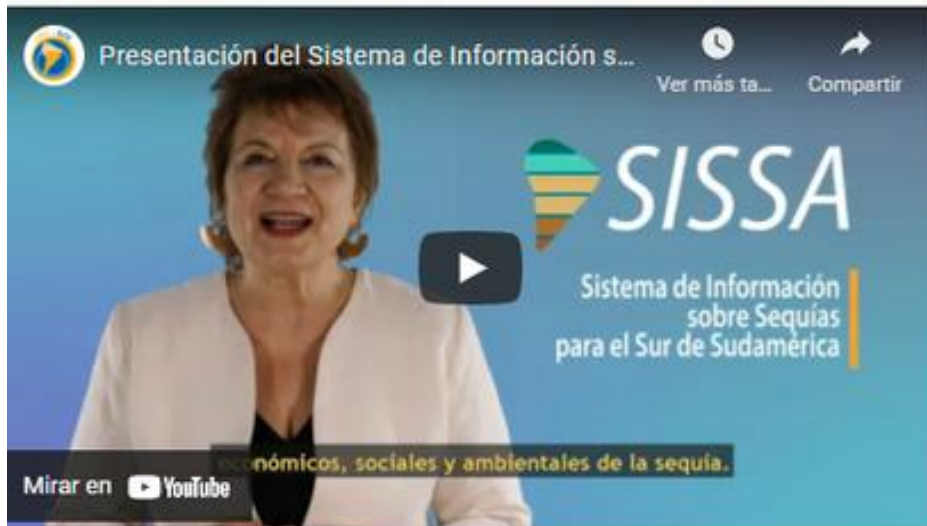 Presentación del Sistema de Información s...
Ver más ta...
Compartir
SISSA
Sistema de Información
sobre Sequías
para el Sur de Sudamérica
económicos, sociales y ambientales de la sequía.
Mirar en YouTube